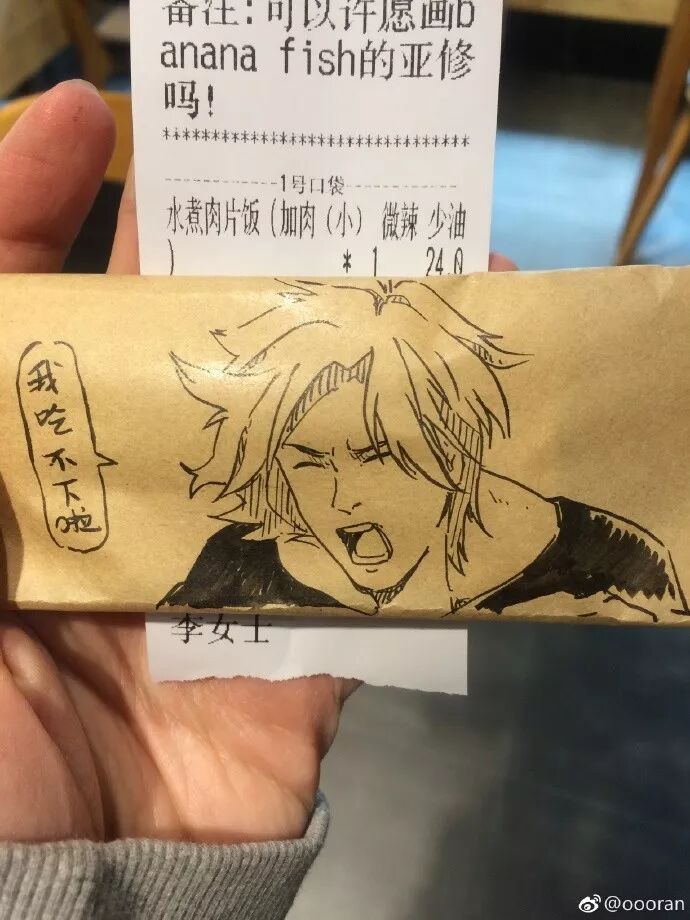 备注:可以许愿画b
anana fish的亚修
吗!
******************************
--------------1号口袋--------------
水煮肉片饭(加肉(小) 微辣 少油
) * 1 24.0
我吃不下啦
李女士
@oooran